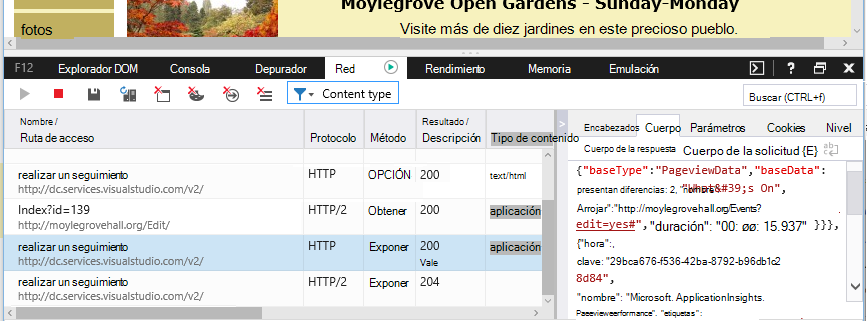 Moylegrove Open Gardens - Sunday-Monday
Visite más de diez jardines en este precioso pueblo.
fotos
F12 Explorador DOM Consola Depurador Red Rendimiento Memoria Emulación
Content type
Buscar (CTRL+f)
Nombre / Resultado /
Ruta de acceso Protocolo Método Descripción Tipo de contenido
realizar un seguimiento HTTP OPCIÓN 200 text/html
http://dc.services.visualstudio.com/v2/
Index?id=139 HTTP/2 Obtener 200 aplicación
http://moylegrovehall.org/Edit/
realizar un seguimiento HTTP Exponer 200 aplicación
http://dc.services.visualstudio.com/v2/ Vale
realizar un seguimiento HTTP/2 Exponer 204
http://dc.services.visualstudio.com/v2/
Encabezados Cuerpo Parámetros Cookies Nivel
Cuerpo de la respuesta Cuerpo de la solicitud {E}
{"baseType":"PageviewData","baseData":
presentan diferencias: 2, "nombre": "What&#39;s On",
Arrojar":"http://moylegrovehall.org/Events?
edit=yes#","duración": "00: øø: 15.937" }}},
{"hora":,
clave: "29bca676-f536-42ba-8792-b96db1c2
8d84",
"nombre": "Microsoft. ApplicationInsights.
"etiquetas":